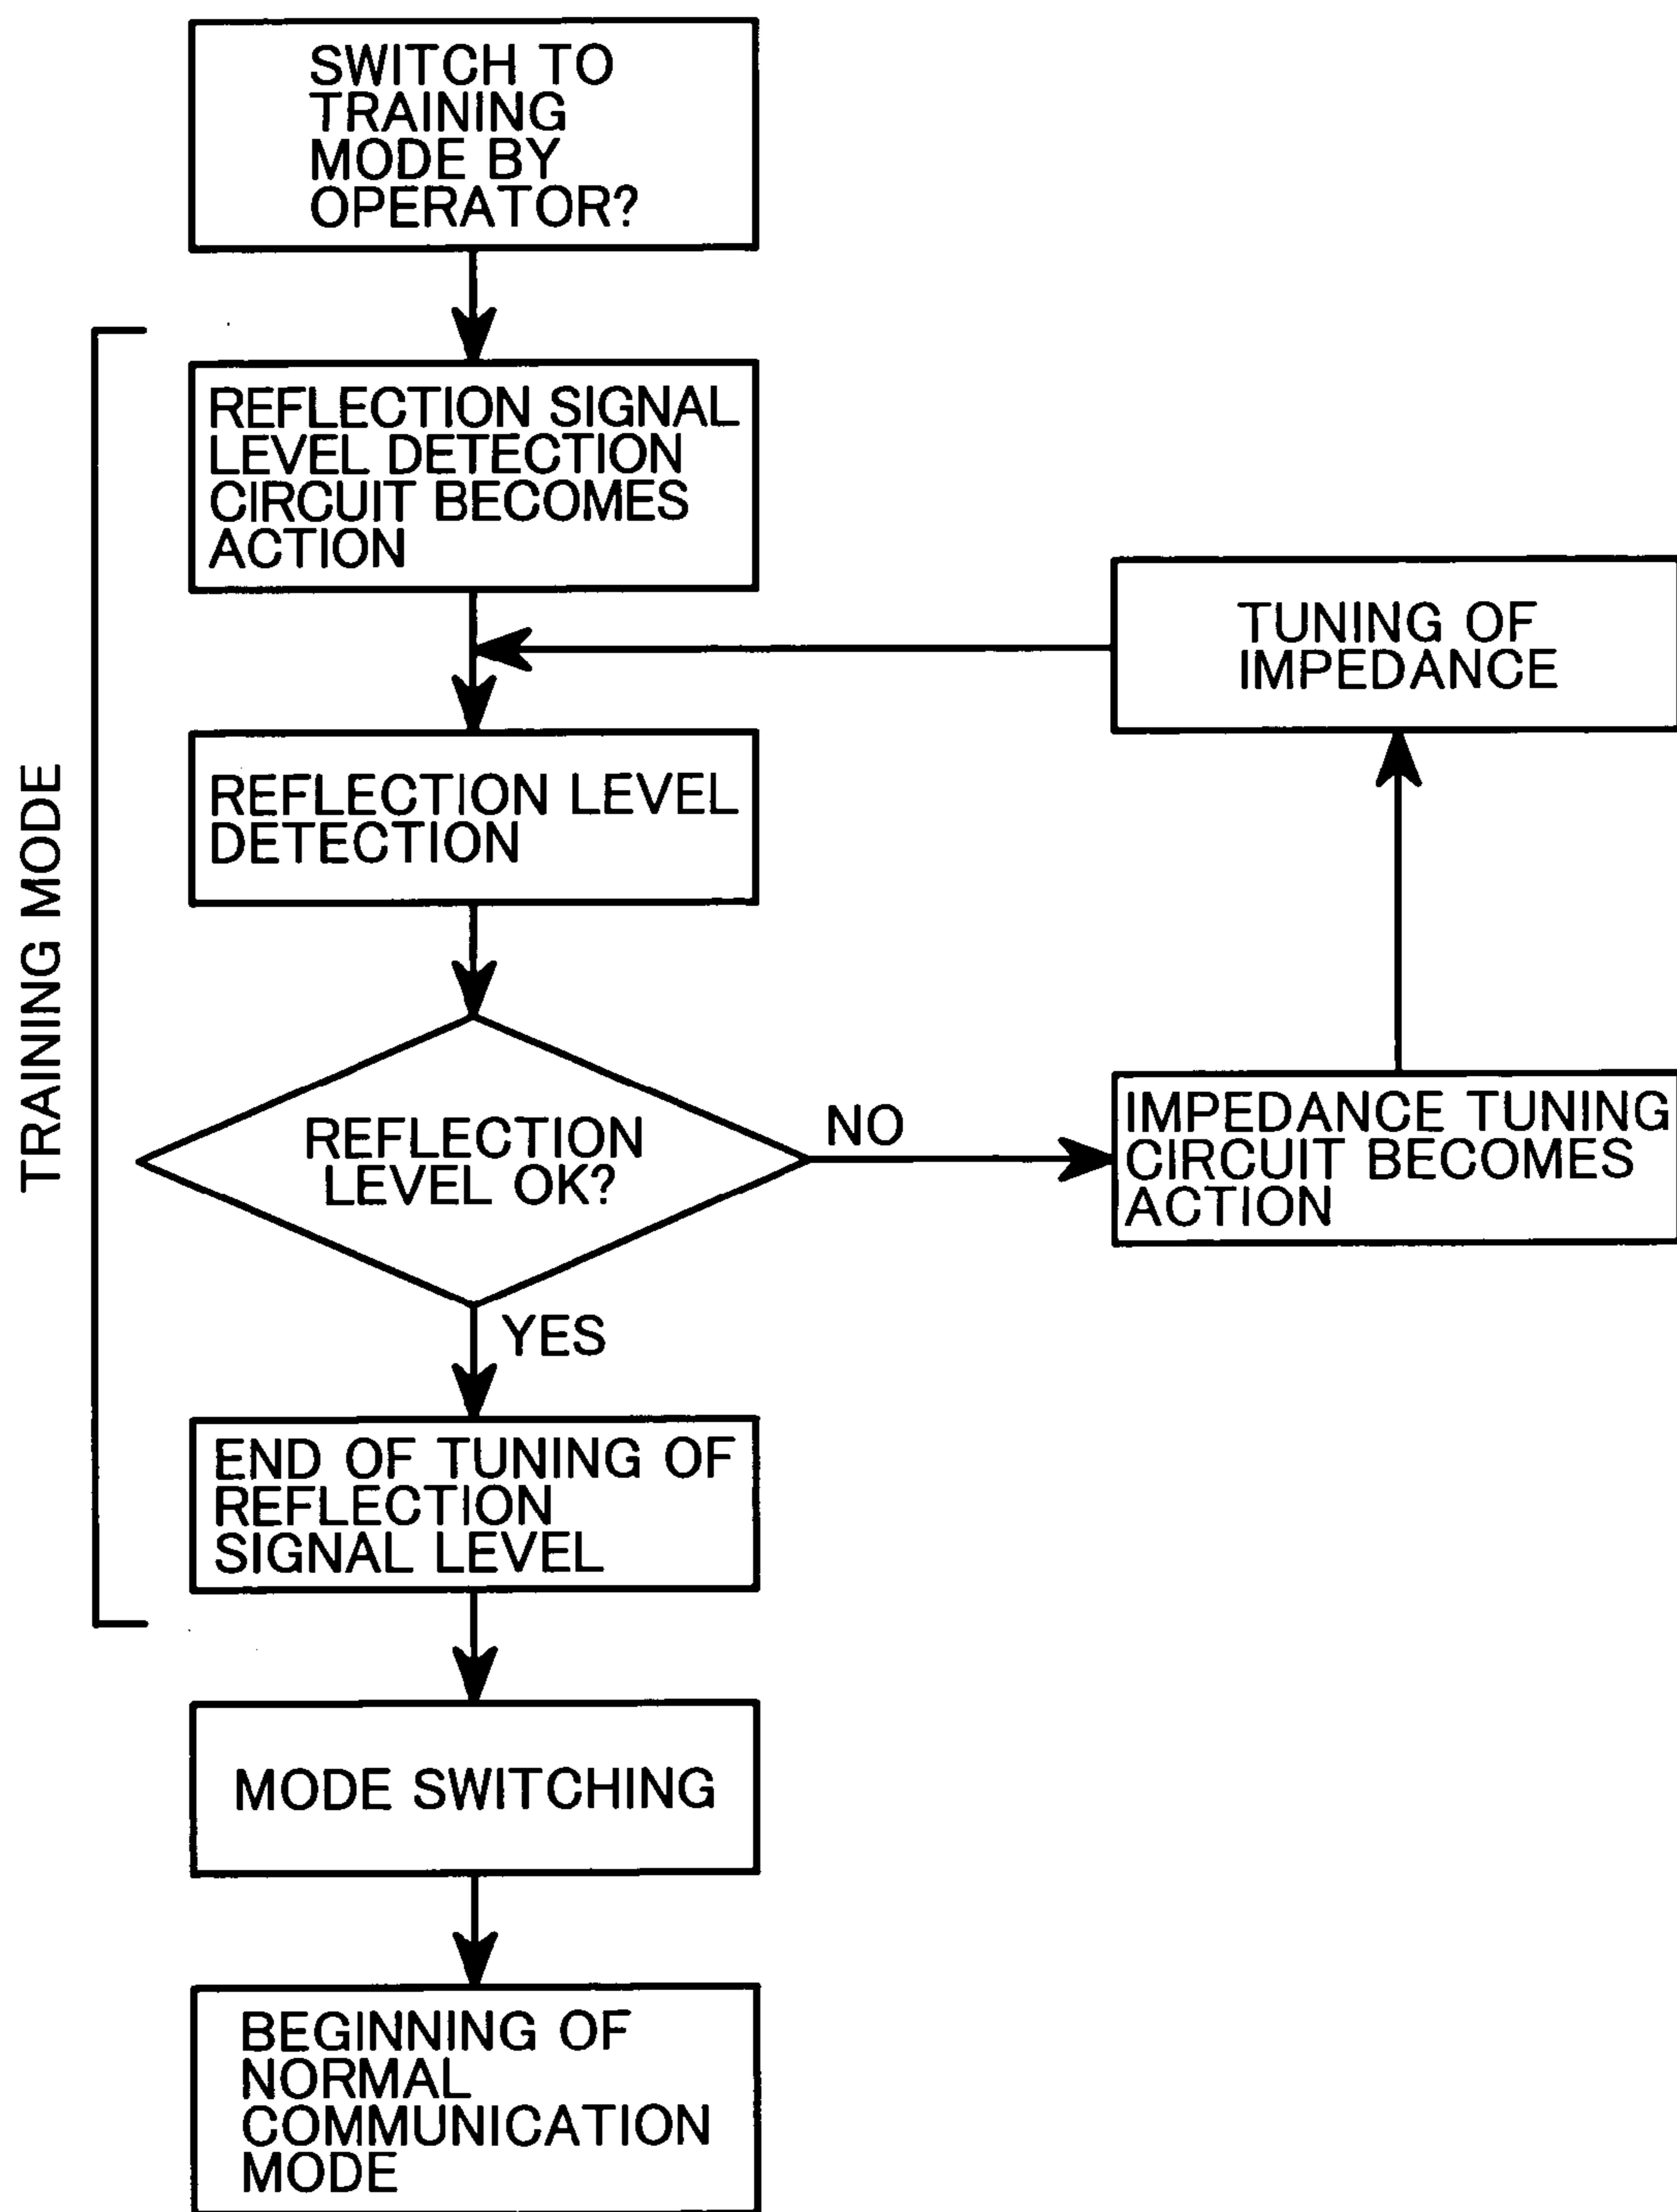 SWITCH TO
TRAINING
MODE BY
OPERATOR?
TRAINING MODE
REFLECTION SIGNAL
LEVEL DETECTION
CIRCUIT BECOMES
ACTION
TUNING OF
IMPEDANCE
REFLECTION LEVEL
DETECTION
REFLECTION
LEVEL OK?
NO
IMPEDANCE TUNING
CIRCUIT BECOMES
ACTION
YES
END OF TUNING OF
REFLECTION
SIGNAL LEVEL
MODE SWITCHING
BEGINNING OF
NORMAL
COMMUNICATION
MODE